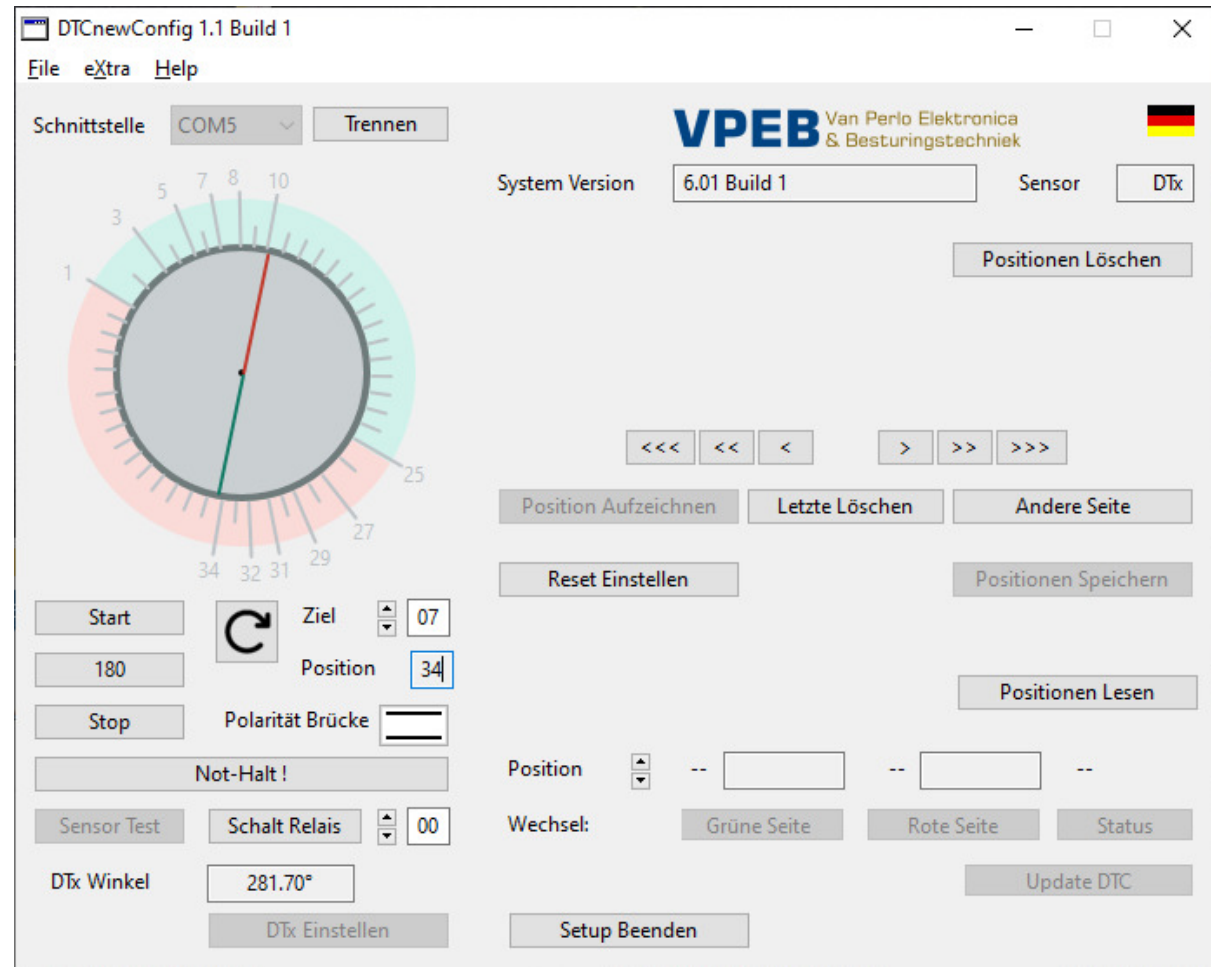 DTCnewConfig 1.1 Build 1
File eXtra Help
Schnittstelle COM5 Trennen
VPEB Van Perlo Elektronica
& Besturingstechniek
System Version 6.01 Build 1 Sensor DTx
Positionen Löschen
1 3 5 7 8 10
25 27 29 31 32 34
<<< << < > >> >>>
Position Aufzeichnen Letzte Löschen Andere Seite
Reset Einstellen Positionen Speichern
Start Ziel 07
180 Position 34
Positionen Lesen
Stop Polarität Brücke
Not-Halt !
Position -- -- --
Sensor Test Schalt Relais 00
Wechsel: Grüne Seite Rote Seite Status
DTx Winkel 281.70°
Update DTC
DTx Einstellen Setup Beenden